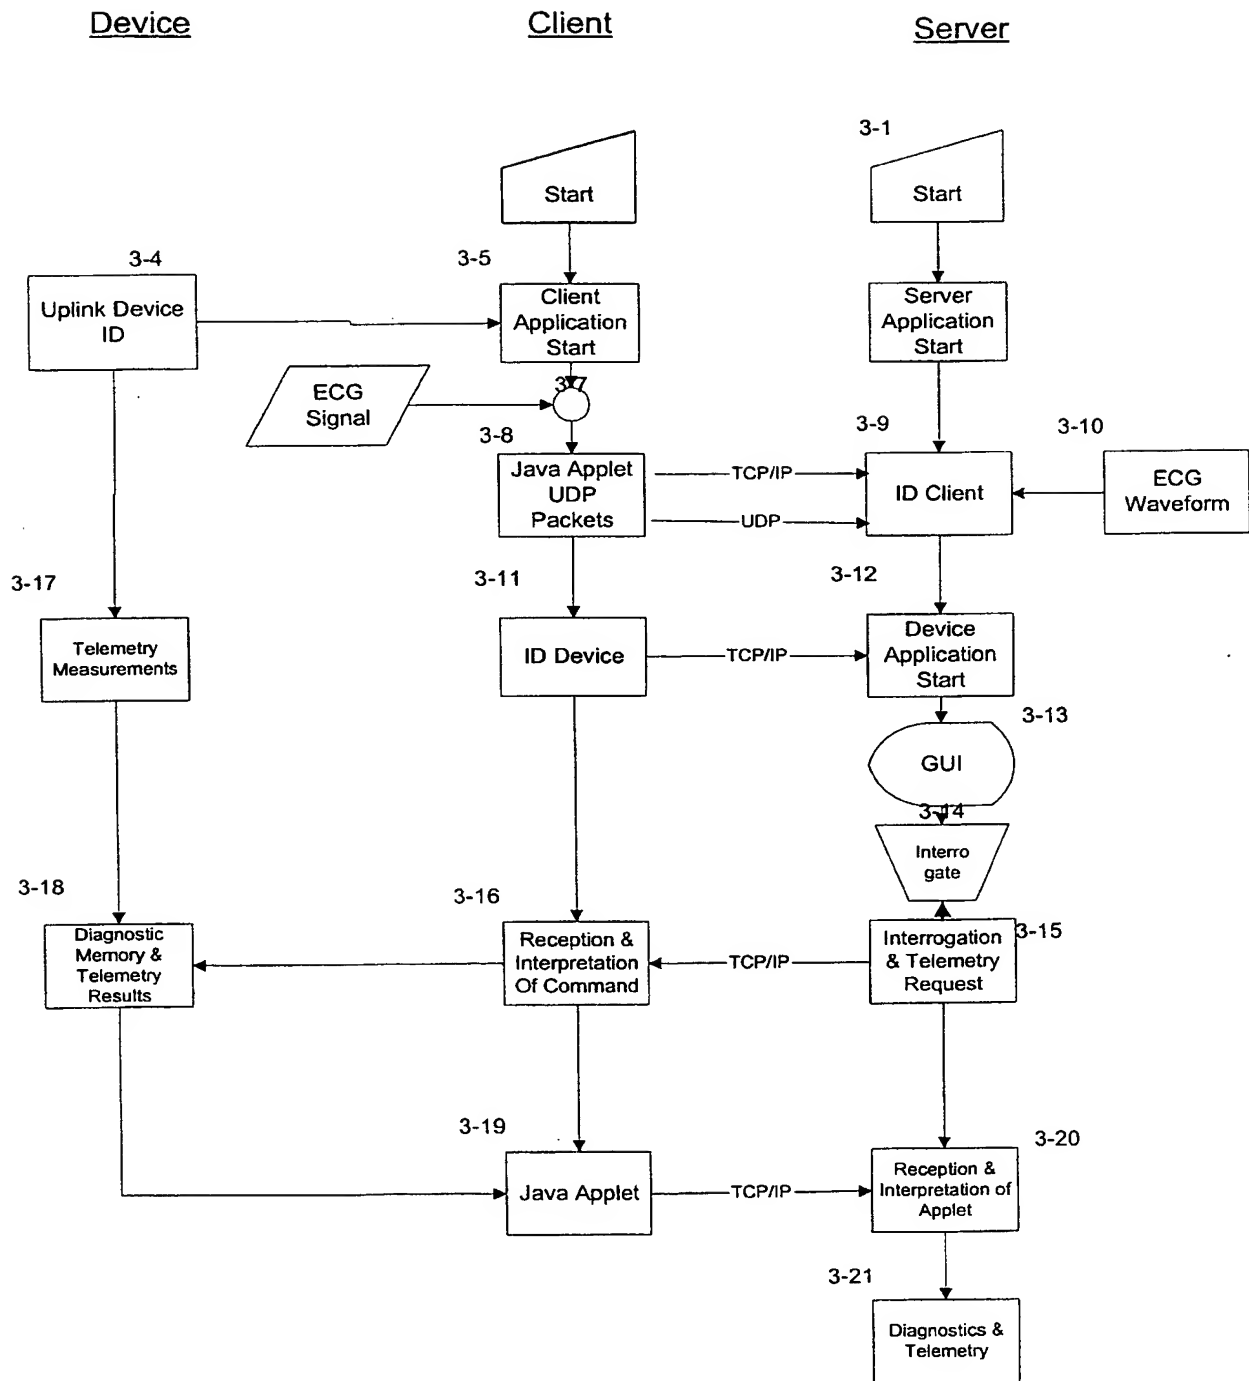 Device
Client
Server
3-1
Start
Start
3-4
3-5
Uplink Device
ID
Client
Application
Start
Server
Application
Start
ECG
Signal
3-7
3-8
3-9
3-10
Java Applet
UDP
Packets
TCP/IP
UDP
ID Client
ECG
Waveform
3-17
3-11
3-12
Telemetry
Measurements
ID Device
TCP/IP
Device
Application
Start
3-13
GUI
3-14
Interro
gate
3-18
3-16
3-15
Diagnostic
Memory &
Telemetry
Results
Reception &
Interpretation
Of Command
TCP/IP
Interrogation
& Telemetry
Request
3-19
3-20
Java Applet
TCP/IP
Reception &
Interpretation of
Applet
3-21
Diagnostics &
Telemetry